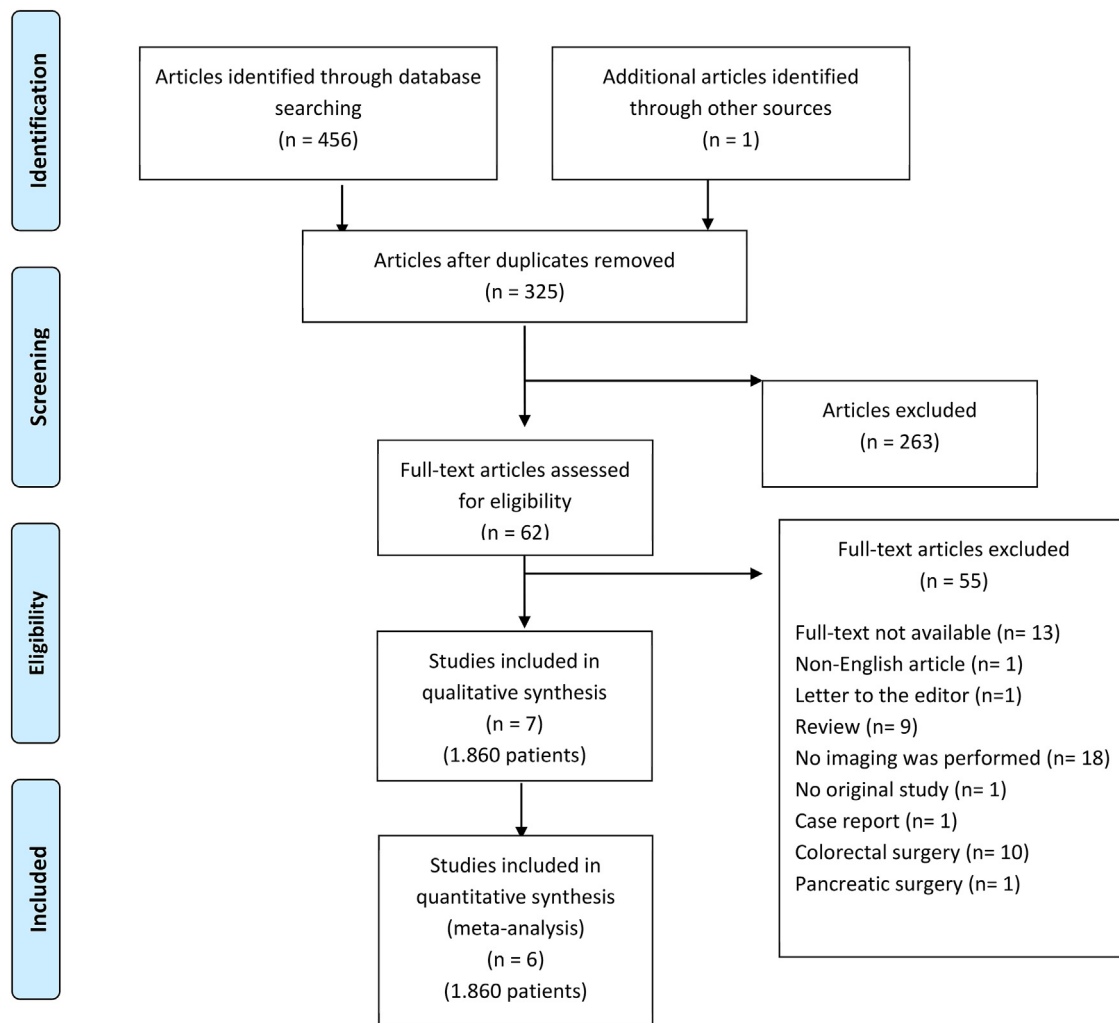 Identification
Articles identified through database
searching
(n = 456)
Additional articles identified
through other sources
(n = 1)
Articles after duplicates removed
(n = 325)
Screening
Articles excluded
(n = 263)
Full-text articles assessed
for eligibility
(n = 62)
Eligibility
Full-text articles excluded
(n = 55)
Full-text not available (n= 13)
Non-English article (n= 1)
Letter to the editor (n=1)
Review (n= 9)
No imaging was performed (n= 18)
No original study (n= 1)
Case report (n= 1)
Colorectal surgery (n= 10)
Pancreatic surgery (n= 1)
Studies included in
qualitative synthesis
(n = 7)
(1.860 patients)
Included
Studies included in
quantitative synthesis
(meta-analysis)
(n = 6)
(1.860 patients)